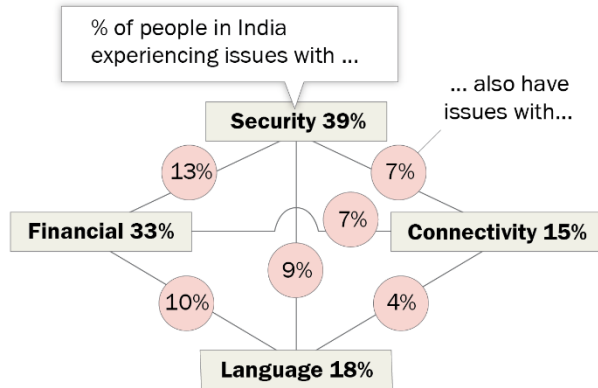 % of people in India
experiencing issues with ...
... also have
issues with...
Security 39%
13%
7%
7%
Financial 33%
Connectivity 15%
9%
10%
4%
Language 18%